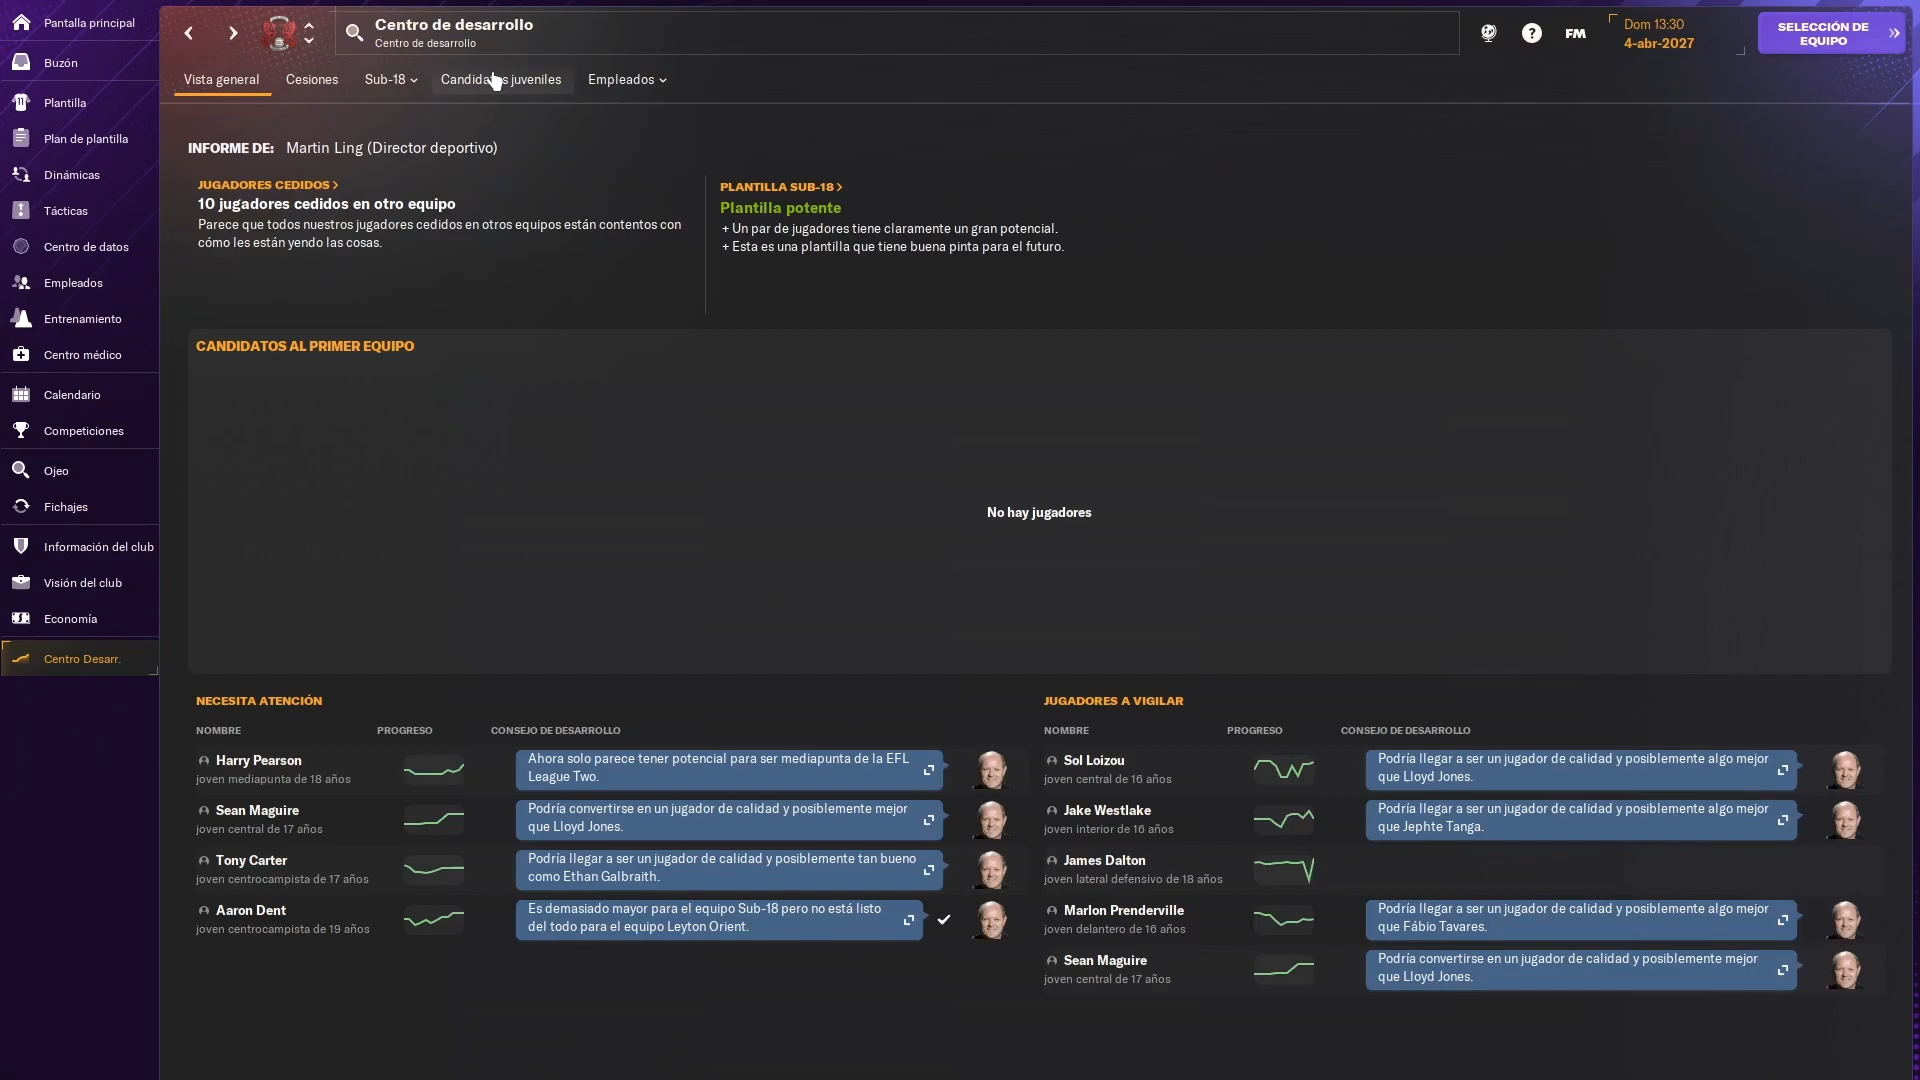 Pantalla principal
Buzón
Plantilla
Plan de plantilla
Dinámicas
Tácticas
Centro de datos
Empleados
Entrenamiento
Centro médico
Calendario
Competiciones
Ojeo
Fichajes
Información del club
Visión del club
Economía
Centro Desarr.
Centro de desarrollo
Centro de desarrollo
FM
Dom 13:30
4-abr-2027
SELECCIÓN DE
EQUIPO
Vista general
Cesiones
Sub-18
juveniles
Empleados
INFORME DE: Martin Ling (Director deportivo)
JUGADORES CEDIDOS >
10 jugadores cedidos en otro equipo
Parece que todos nuestros jugadores cedidos en otros equipos están contentos con
cómo les están yendo las cosas.
PLANTILLA SUB-18 >
Plantilla potente
+ Un par de jugadores tiene claramente un gran potencial.
+ Esta es una plantilla que tiene buena pinta para el futuro.
CANDIDATOS AL PRIMER EQUIPO
No hay jugadores
NECESITA ATENCIÓN
NOMBRE PROGRESO CONSEJO DE DESARROLLO
Harry Pearson
joven mediapunta de 18 años
Ahora solo parece tener potencial para ser mediapunta de la EFL
League Two.
Sean Maguire
joven central de 17 años
Podría convertirse en un jugador de calidad y posiblemente mejor
que Lloyd Jones.
Tony Carter
joven centrocampista de 17 años
Podría llegar a ser un jugador de calidad y posiblemente tan bueno
como Ethan Galbraith.
Aaron Dent
joven centrocampista de 19 años
Es demasiado mayor para el equipo Sub-18 pero no está listo
del todo para el equipo Leyton Orient.
JUGADORES A VIGILAR
NOMBRE PROGRESO CONSEJO DE DESARROLLO
Sol Loizou
joven central de 16 años
Podría llegar a ser un jugador de calidad y posiblemente algo mejor
que Lloyd Jones.
Jake Westlake
joven interior de 16 años
Podría llegar a ser un jugador de calidad y posiblemente algo mejor
que Jephte Tanga.
James Dalton
joven lateral defensivo de 18 años
Marlon Prenderville
joven delantero de 16 años
Podría llegar a ser un jugador de calidad y posiblemente algo mejor
que Fábio Tavares.
Sean Maguire
joven central de 17 años
Podría convertirse en un jugador de calidad y posiblemente mejor
que Lloyd Jones.